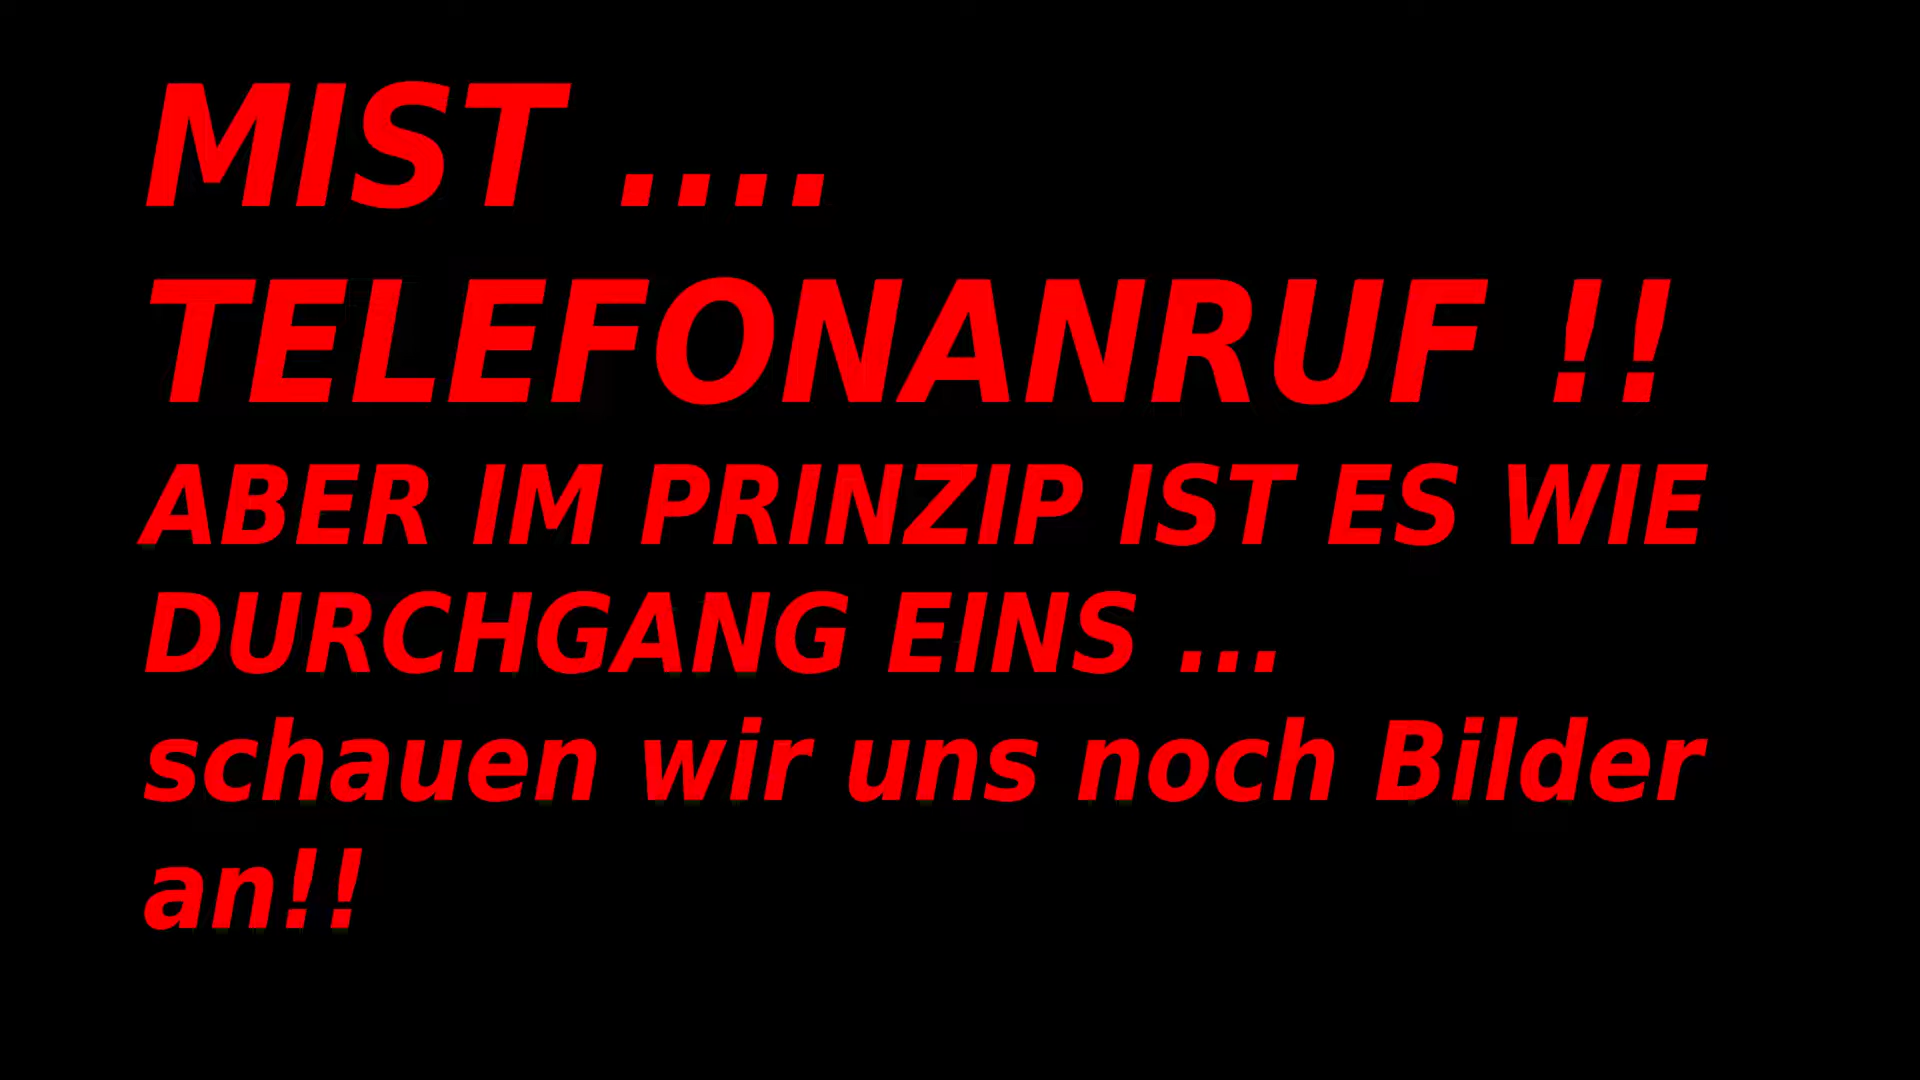 MIST ....
TELEFONANRUF !!
ABER IM PRINZIP IST ES WIE
DURCHGANG EINS ...
schauen wir uns noch Bilder
an!!